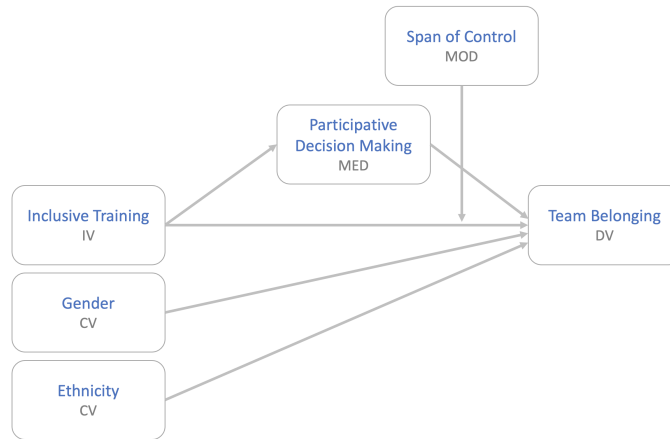 Span of Control
MOD
Participative
Decision Making
MED
Inclusive Training
IV
Team Belonging
DV
Gender
CV
Ethnicity
CV